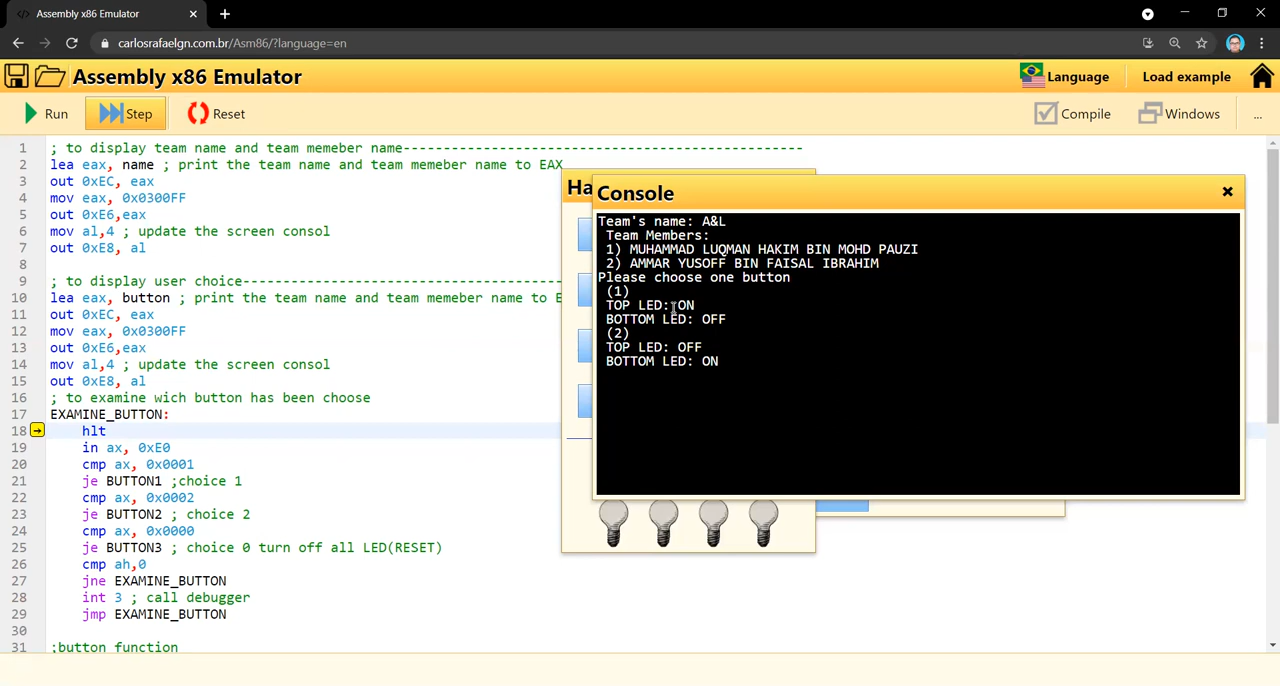 Assembly x86 Emulator
carlosrafaelgn.com.br/Asm86/?language=en
Assembly x86 Emulator
Language
Load example
Run
Step
Reset
Compile
Windows
...
1 ; to display team name and team memeber name--------------------------------------------------
2 lea eax, name ; print the team name and team memeber name to EAX
3 out 0xEC, eax
4 mov eax, 0x0300FF
5 out 0xE6,eax
6 mov al,4 ; update the screen consol
7 out 0xE8, al
8
9 ; to display user choice----------------------------------------
10 lea eax, button ; print the team name and team memeber name to E
11 out 0xEC, eax
12 mov eax, 0x0300FF
13 out 0xE6,eax
14 mov al,4 ; update the screen consol
15 out 0xE8, al
16 ; to examine wich button has been choose
17 EXAMINE_BUTTON:
18 hlt
19 in ax, 0xE0
20 cmp ax, 0x0001
21 je BUTTON1 ;choice 1
22 cmp ax, 0x0002
23 je BUTTON2 ; choice 2
24 cmp ax, 0x0000
25 je BUTTON3 ; choice 0 turn off all LED(RESET)
26 cmp ah,0
27 jne EXAMINE_BUTTON
28 int 3 ; call debugger
29 jmp EXAMINE_BUTTON
30
31 ;button function
Ha
Console
Team's name: A&L
Team Members:
1) MUHAMMAD LUQMAN HAKIM BIN MOHD PAUZI
2) AMMAR YUSOFF BIN FAISAL IBRAHIM
Please choose one button
(1)
TOP LED: ON
BOTTOM LED: OFF
(2)
TOP LED: OFF
BOTTOM LED: ON